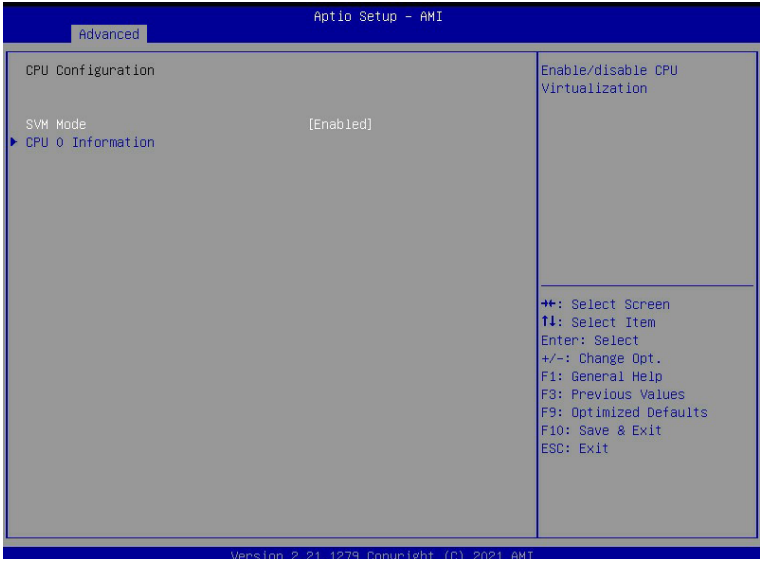 Aptio Setup – AMI
Advanced
CPU Configuration
SVM Mode [Enabled]
▶ CPU 0 Information
Enable/disable CPU
Virtualization
→←: Select Screen
↑↓: Select Item
Enter: Select
+/-: Change Opt.
F1: General Help
F3: Previous Values
F9: Optimized Defaults
F10: Save & Exit
ESC: Exit
Version 2.21.1279 Copyright (C) 2021 AMI